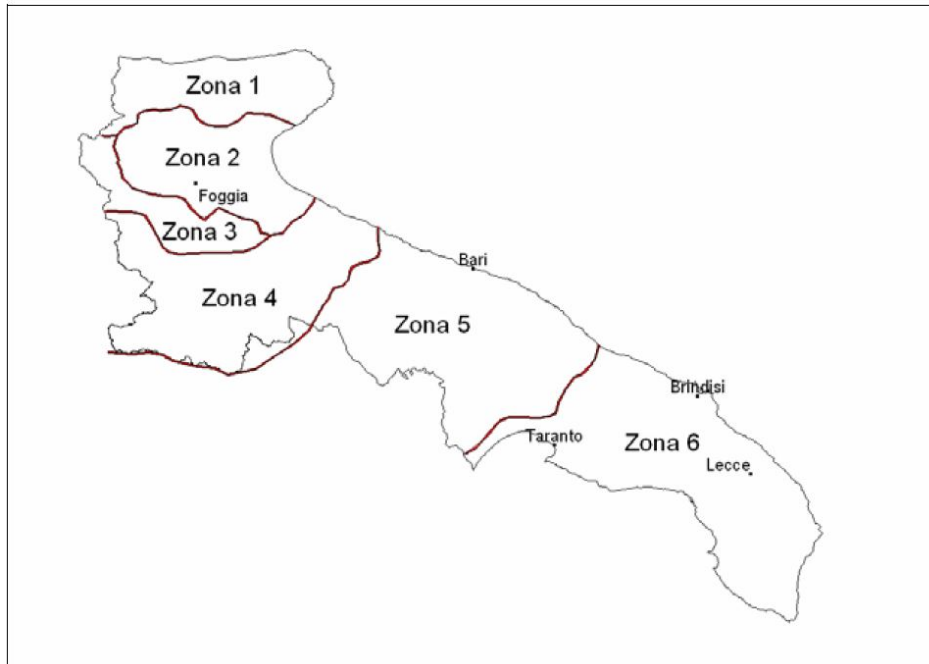 Zona 1
Zona 2
Foggia
Zona 3
Bari
Zona 4
Zona 5
Brindisi
Taranto
Zona 6
Lecce